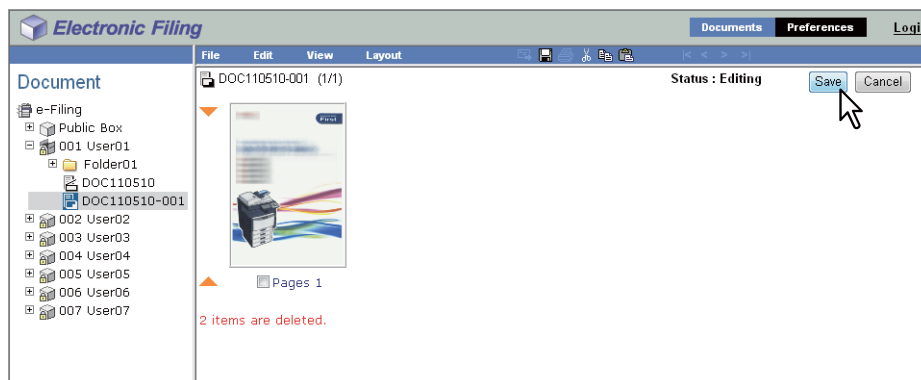 Electronic Filing
Documents Preferences Logi
File Edit View Layout |< < > >|
Document
DOC110510-001 (1/1) Status : Editing Save Cancel
e-Filing
Public Box
001 User01
Folder01
DOC110510
DOC110510-001
002 User02
003 User03
004 User04
005 User05
006 User06
007 User07
Pages 1
2 items are deleted.